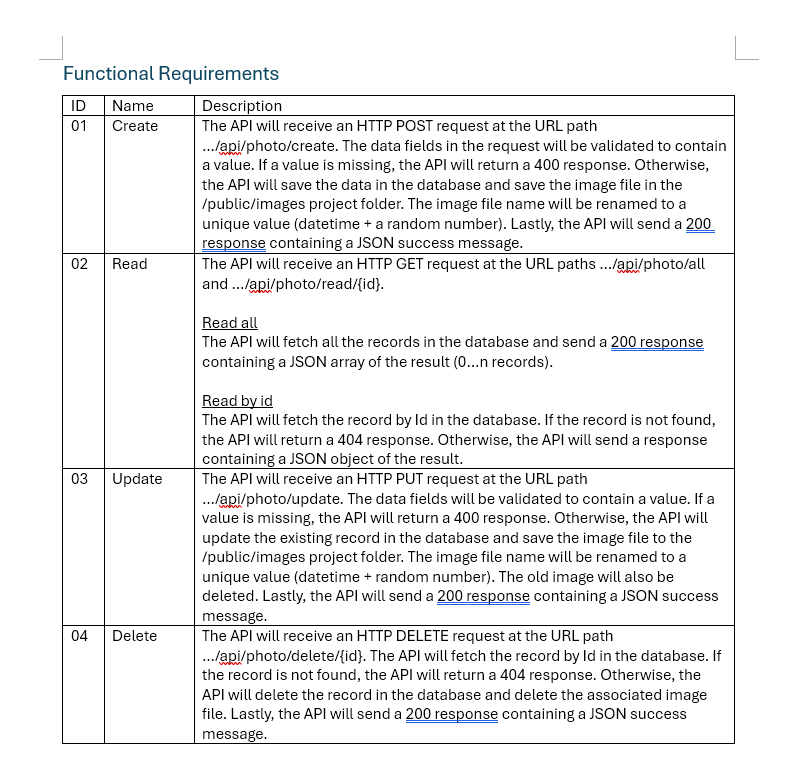 Functional Requirements
ID Name Description
01 Create The API will receive an HTTP POST request at the URL path
.../api/photo/create. The data fields in the request will be validated to contain
a value. If a value is missing, the API will return a 400 response. Otherwise,
the API will save the data in the database and save the image file in the
/public/images project folder. The image file name will be renamed to a
unique value (datetime + a random number). Lastly, the API will send a 200
response containing a JSON success message.
02 Read The API will receive an HTTP GET request at the URL paths .../api/photo/all
and .../api/photo/read/{id}.
Read all
The API will fetch all the records in the database and send a 200 response
containing a JSON array of the result (0...n records).
Read by id
The API will fetch the record by Id in the database. If the record is not found,
the API will return a 404 response. Otherwise, the API will send a response
containing a JSON object of the result.
03 Update The API will receive an HTTP PUT request at the URL path
.../api/photo/update. The data fields will be validated to contain a value. If a
value is missing, the API will return a 400 response. Otherwise, the API will
update the existing record in the database and save the image file to the
/public/images project folder. The image file name will be renamed to a
unique value (datetime + random number). The old image will also be
deleted. Lastly, the API will send a 200 response containing a JSON success
message.
04 Delete The API will receive an HTTP DELETE request at the URL path
.../api/photo/delete/{id}. The API will fetch the record by Id in the database. If
the record is not found, the API will return a 404 response. Otherwise, the
API will delete the record in the database and delete the associated image
file. Lastly, the API will send a 200 response containing a JSON success
message.